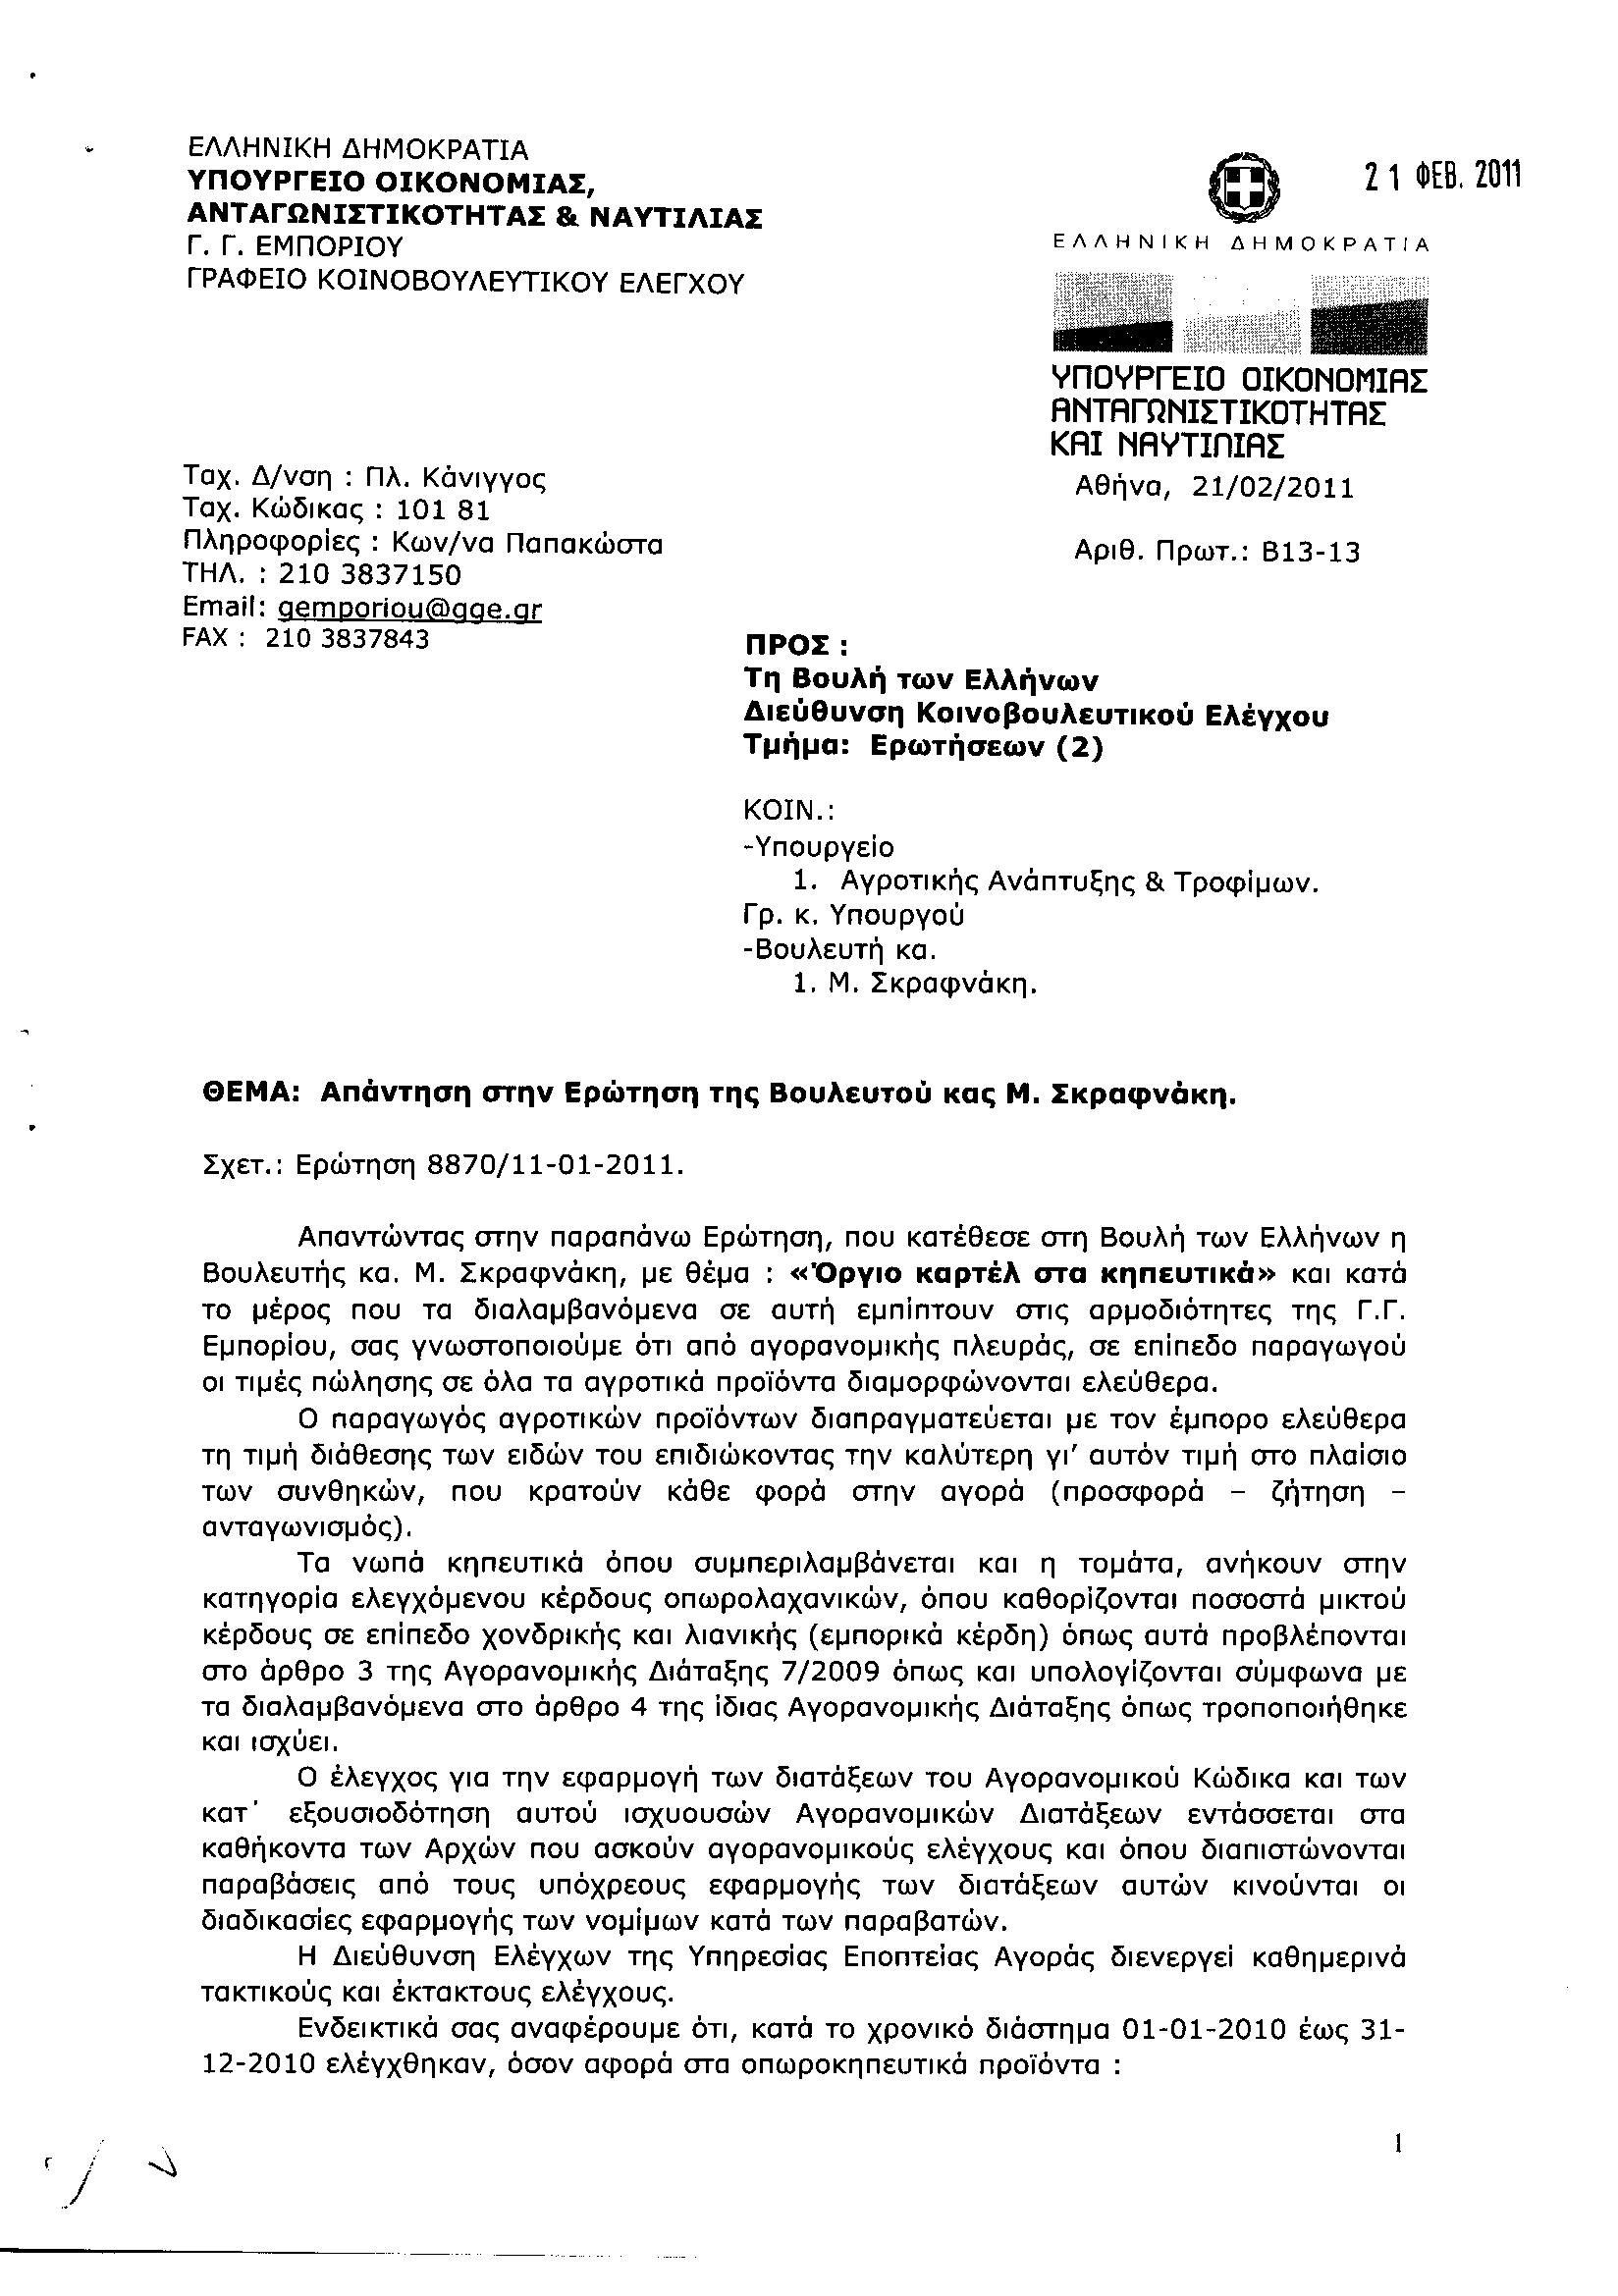 ΕΛΛΗΝΙΚΗ ΔΗΜΟΚΡΑΤΙΑ
ΥΠΟΥΡΓΕΙΟ ΟΙΚΟΝΟΜΙΑΣ,
ΑΝΤΑΓΩΝΙΣΤΙΚΟΤΗΤΑΣ & ΝΑΥΤΙΛΙΑΣ
Γ. Γ. ΕΜΠΟΡΙΟΥ
ΓΡΑΦΕΙΟ ΚΟΙΝΟΒΟΥΛΕΥΤΙΚΟΥ ΕΛΕΓΧΟΥ
21 ΦΕΒ. 2011
ΕΛΛΗΝΙΚΗ ΔΗΜΟΚΡΑΤΙΑ
ΥΠΟΥΡΓΕΙΟ ΟΙΚΟΝΟΜΙΑΣ
ΑΝΤΑΓΩΝΙΣΤΙΚΟΤΗΤΑΣ
ΚΑΙ ΝΑΥΤΙΛΙΑΣ
Ταχ. Δ/νση : Πλ. Κάνιγγος
Ταχ. Κώδικας : 101 81
Πληροφορίες : Κων/να Παπακώστα
ΤΗΛ. : 210 3837150
Email: gemporiou@gge.gr
FAX : 210 3837843
Αθήνα, 21/02/2011
Αριθ. Πρωτ.: Β13-13
ΠΡΟΣ :
Τη Βουλή των Ελλήνων
Διεύθυνση Κοινοβουλευτικού Ελέγχου
Τμήμα: Ερωτήσεων (2)
ΚΟΙΝ.:
-Υπουργείο
1. Αγροτικής Ανάπτυξης & Τροφίμων.
Γρ. κ. Υπουργού
-Βουλευτή κα.
1. Μ. Σκραφνάκη.
ΘΕΜΑ: Απάντηση στην Ερώτηση της Βουλευτού κας Μ. Σκραφνάκη.
Σχετ.: Ερώτηση 8870/11-01-2011.
Απαντώντας στην παραπάνω Ερώτηση, που κατέθεσε στη Βουλή των Ελλήνων η
Βουλευτής κα. Μ. Σκραφνάκη, με θέμα : «Όργιο καρτέλ στα κηπευτικά» και κατά
το μέρος που τα διαλαμβανόμενα σε αυτή εμπίπτουν στις αρμοδιότητες της Γ.Γ.
Εμπορίου, σας γνωστοποιούμε ότι από αγορανομικής πλευράς, σε επίπεδο παραγωγού
οι τιμές πώλησης σε όλα τα αγροτικά προϊόντα διαμορφώνονται ελεύθερα.
Ο παραγωγός αγροτικών προϊόντων διαπραγματεύεται με τον έμπορο ελεύθερα
τη τιμή διάθεσης των ειδών του επιδιώκοντας την καλύτερη γι' αυτόν τιμή στο πλαίσιο
των συνθηκών, που κρατούν κάθε φορά στην αγορά (προσφορά – ζήτηση –
ανταγωνισμός).
Τα νωπά κηπευτικά όπου συμπεριλαμβάνεται και η τομάτα, ανήκουν στην
κατηγορία ελεγχόμενου κέρδους οπωρολαχανικών, όπου καθορίζονται ποσοστά μικτού
κέρδους σε επίπεδο χονδρικής και λιανικής (εμπορικά κέρδη) όπως αυτά προβλέπονται
στο άρθρο 3 της Αγορανομικής Διάταξης 7/2009 όπως και υπολογίζονται σύμφωνα με
τα διαλαμβανόμενα στο άρθρο 4 της ίδιας Αγορανομικής Διάταξης όπως τροποποιήθηκε
και ισχύει.
Ο έλεγχος για την εφαρμογή των διατάξεων του Αγορανομικού Κώδικα και των
κατ' εξουσιοδότηση αυτού ισχυουσών Αγορανομικών Διατάξεων εντάσσεται στα
καθήκοντα των Αρχών που ασκούν αγορανομικούς ελέγχους και όπου διαπιστώνονται
παραβάσεις από τους υπόχρεους εφαρμογής των διατάξεων αυτών κινούνται οι
διαδικασίες εφαρμογής των νομίμων κατά των παραβατών.
Η Διεύθυνση Ελέγχων της Υπηρεσίας Εποπτείας Αγοράς διενεργεί καθημερινά
τακτικούς και έκτακτους ελέγχους.
Ενδεικτικά σας αναφέρουμε ότι, κατά το χρονικό διάστημα 01-01-2010 έως 31-
12-2010 ελέγχθηκαν, όσον αφορά στα οπωροκηπευτικά προϊόντα :
1